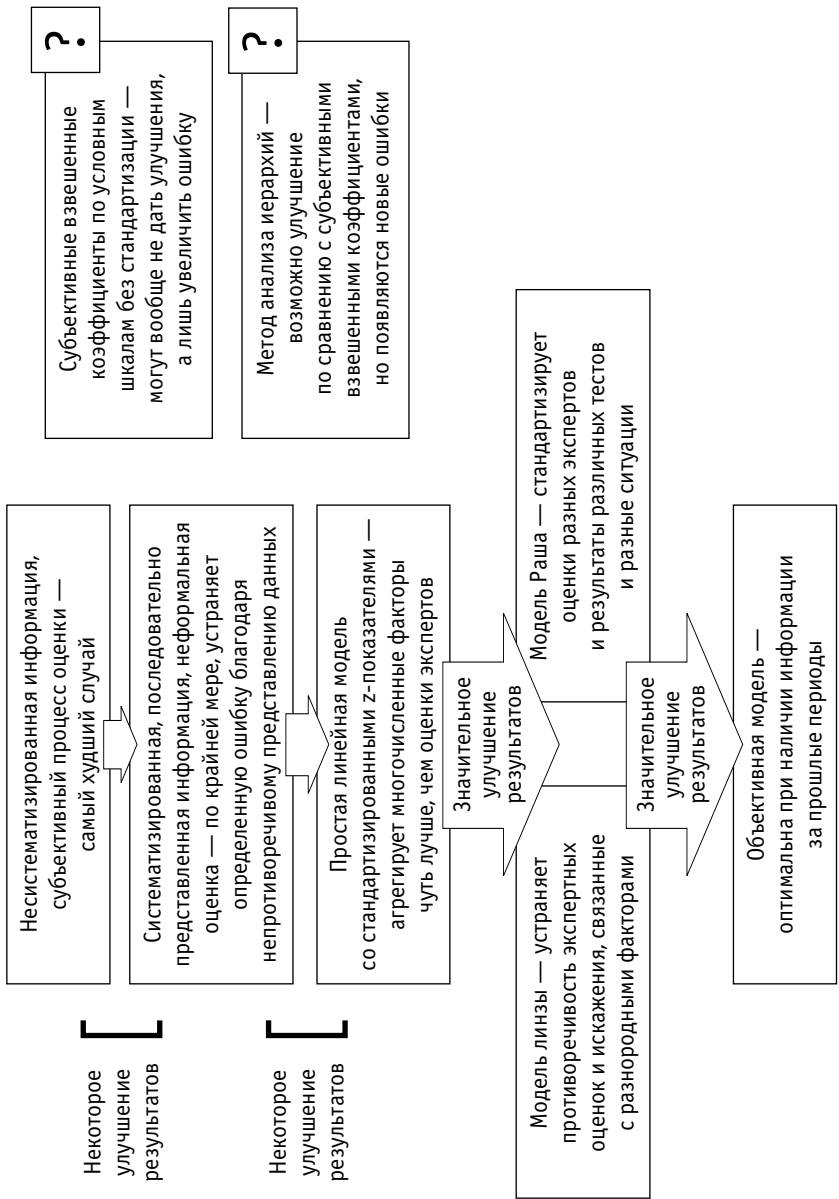 Несистематизированная информация,
субъективный процесс оценки —
самый худший случай
Некоторое
улучшение
результатов
Систематизированная, последовательно
представленная информация, неформальная
оценка — по крайней мере, устраняет
определенную ошибку благодаря
непротиворечивому представлению данных
Некоторое
улучшение
результатов
Простая линейная модель
со стандартизированными z-показателями —
агрегирует многочисленные факторы
чуть лучше, чем оценки экспертов
Значительное
улучшение
результатов
Модель линзы — устраняет
противоречивость экспертных
оценок и искажения, связанные
с разнородными факторами
Модель Раша — стандартизирует
оценки разных экспертов
и результаты различных тестов
и разные ситуации
Значительное
улучшение
результатов
Объективная модель —
оптимальна при наличии информации
за прошлые периоды
?
Субъективные взвешенные
коэффициенты по условным
шкалам без стандартизации —
могут вообще не дать улучшения,
а лишь увеличить ошибку
?
Метод анализа иерархий —
возможно улучшение
по сравнению с субъективными
взвешенными коэффициентами,
но появляются новые ошибки